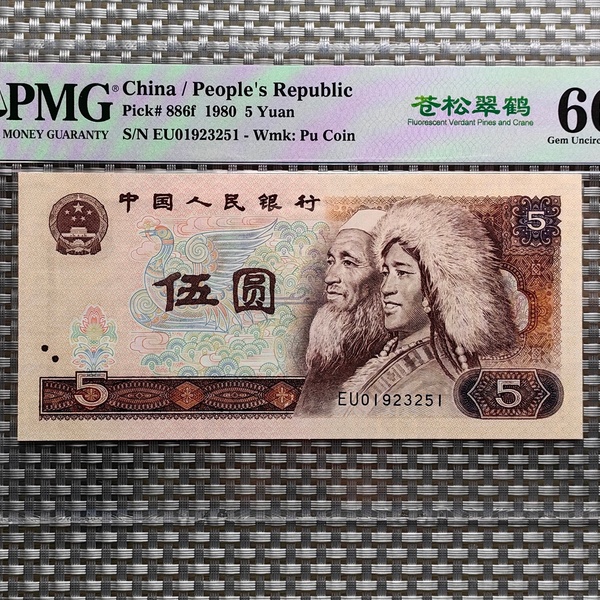 PMG® China / People's Republic
Pick# 886f 1980 5 Yuan
MONEY GUARANTY S/N EU01923251 - Wmk: Pu Coin
苍松翠鹤
Fluorescent Verdant Pines and Crane
Gem Uncirc
中国人民银行
5
伍圆
EU01923251
5
5